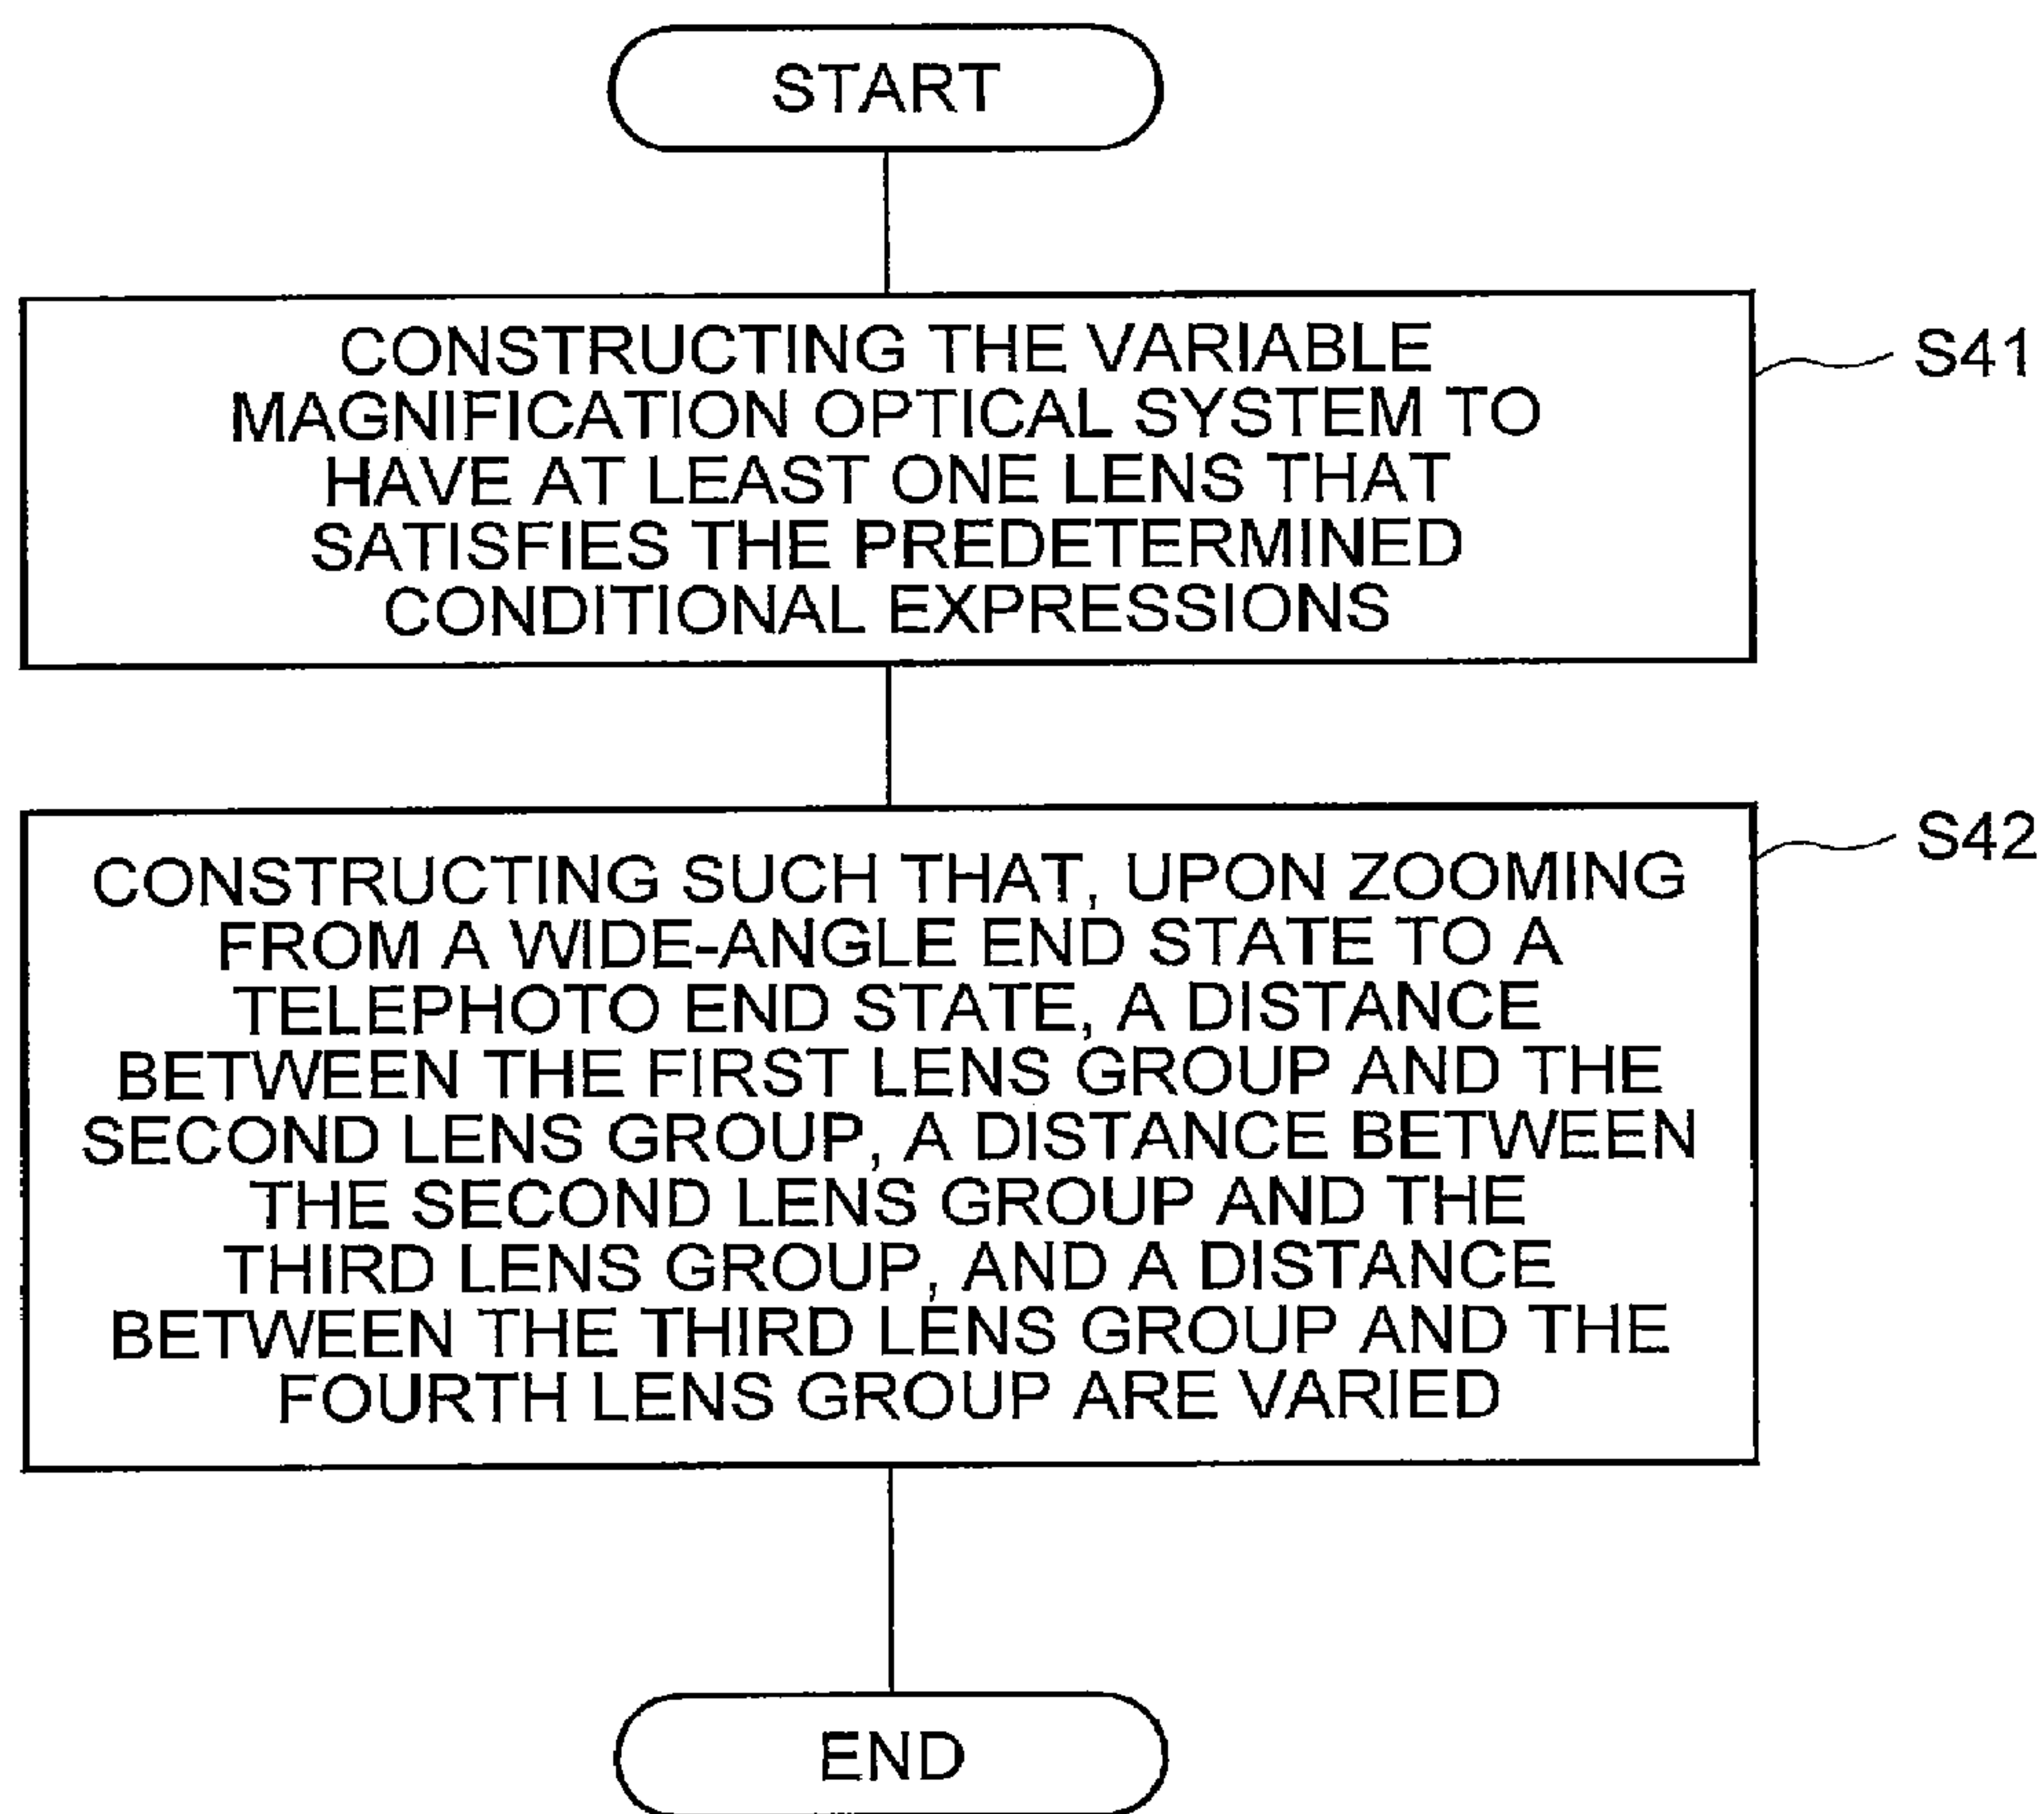 START
CONSTRUCTING THE VARIABLE
MAGNIFICATION OPTICAL SYSTEM TO
HAVE AT LEAST ONE LENS THAT
SATISFIES THE PREDETERMINED
CONDITIONAL EXPRESSIONS
S41
CONSTRUCTING SUCH THAT, UPON ZOOMING
FROM A WIDE-ANGLE END STATE TO A
TELEPHOTO END STATE, A DISTANCE
BETWEEN THE FIRST LENS GROUP AND THE
SECOND LENS GROUP, A DISTANCE BETWEEN
THE SECOND LENS GROUP AND THE
THIRD LENS GROUP, AND A DISTANCE
BETWEEN THE THIRD LENS GROUP AND THE
FOURTH LENS GROUP ARE VARIED
S42
END